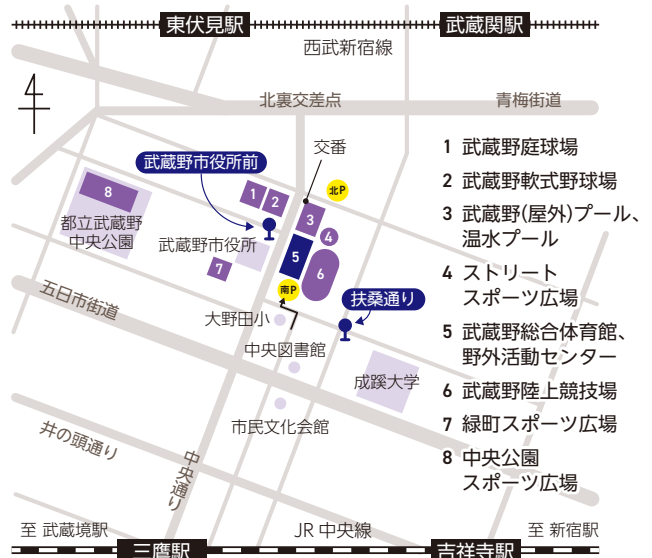 東伏見駅
武蔵関駅
西武新宿線
北裏交差点
青梅街道
交番
武蔵野市役所前
北P
1
2
3
4
5
6
7
8
都立武蔵野
中央公園
武蔵野市役所
南P
五日市街道
大野田小
扶桑通り
中央図書館
成蹊大学
市民文化会館
井の頭通り
中央通り
至 武蔵境駅
JR 中央線
至 新宿駅
三鷹駅
吉祥寺駅
1 武蔵野庭球場
2 武蔵野軟式野球場
3 武蔵野(屋外)プール、
温水プール
4 ストリート
スポーツ広場
5 武蔵野総合体育館、
野外活動センター
6 武蔵野陸上競技場
7 緑町スポーツ広場
8 中央公園
スポーツ広場